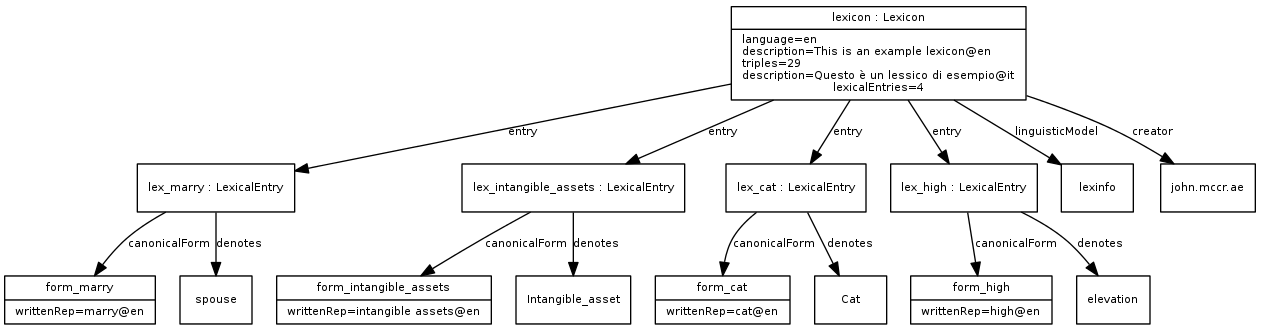 lexicon : Lexicon
language=en
description=This is an example lexicon@en
triples=29
description=Questo è un lessico di esempio@it
lexicalEntries=4
entry
entry
entry
entry
linguisticModel
creator
lex_marry : LexicalEntry
lex_intangible_assets : LexicalEntry
lex_cat : LexicalEntry
lex_high : LexicalEntry
lexinfo
john.mccr.ae
canonicalForm
denotes
canonicalForm
denotes
canonicalForm
denotes
canonicalForm
denotes
form_marry
writtenRep=marry@en
spouse
form_intangible_assets
writtenRep=intangible assets@en
Intangible_asset
form_cat
writtenRep=cat@en
Cat
form_high
writtenRep=high@en
elevation